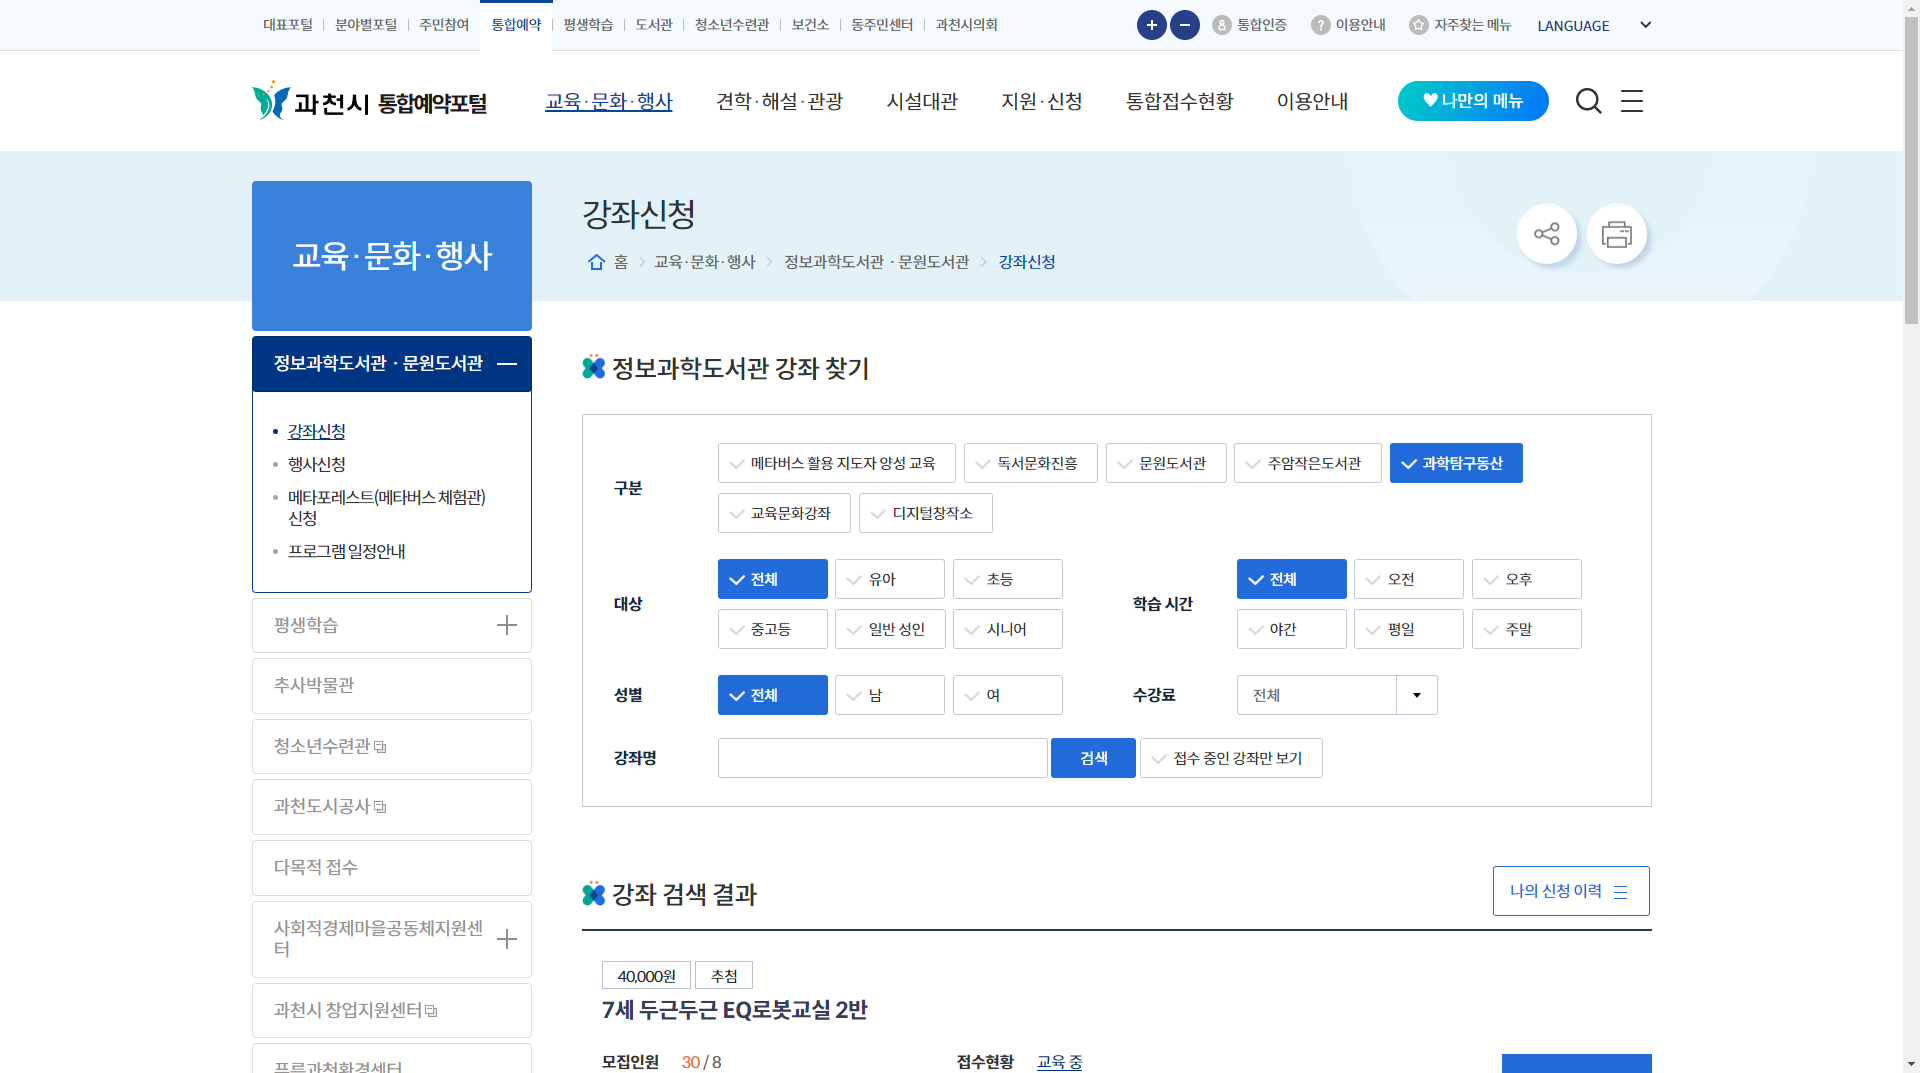 대표포털 분야별포털 주민참여 통합예약 평생학습 도서관 청소년수련관 보건소 동주민센터 과천시의회
통합인증 이용안내 자주찾는 메뉴 LANGUAGE
과천시 통합예약포털
교육·문화·행사 견학·해설·관광 시설대관 지원·신청 통합접수현황 이용안내
나만의 메뉴
교육·문화·행사
강좌신청
홈 교육·문화·행사 정보과학도서관 · 문원도서관 강좌신청
정보과학도서관 · 문원도서관
강좌신청
행사신청
메타포레스트(메타버스 체험관)
신청
프로그램 일정안내
평생학습
추사박물관
청소년수련관
과천도시공사
다목적 접수
사회적경제마을공동체지원센
터
과천시 창업지원센터
푸른과천환경센터
정보과학도서관 강좌 찾기
구분
메타버스 활용 지도자 양성 교육 독서문화진흥 문원도서관 주암작은도서관 과학탐구동산
교육문화강좌 디지털창작소
대상
전체 유아 초등
중고등 일반 성인 시니어
학습 시간
전체 오전 오후
야간 평일 주말
성별 전체 남 여
수강료 전체
강좌명 검색 접수 중인 강좌만 보기
강좌 검색 결과
나의 신청 이력
40,000원 추첨
7세 두근두근 EQ로봇교실 2반
모집인원 30 / 8 접수현황 교육 중